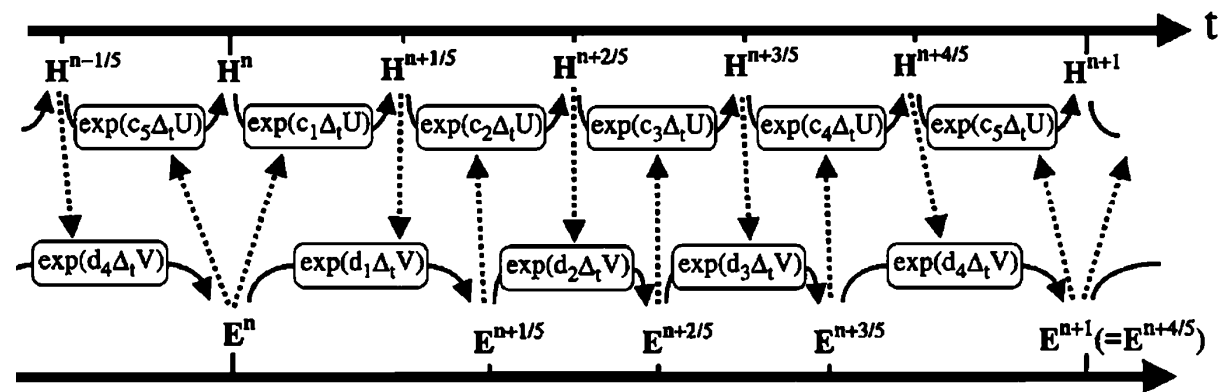 t
H^{n-1/5} H^n H^{n+1/5} H^{n+2/5} H^{n+3/5} H^{n+4/5} H^{n+1}
exp(c_5Δ_tU) exp(c_1Δ_tU) exp(c_2Δ_tU) exp(c_3Δ_tU) exp(c_4Δ_tU) exp(c_5Δ_tU)
exp(d_4Δ_tV) exp(d_1Δ_tV) exp(d_2Δ_tV) exp(d_3Δ_tV) exp(d_4Δ_tV)
E^n E^{n+1/5} E^{n+2/5} E^{n+3/5} E^{n+1}(=E^{n+4/5})